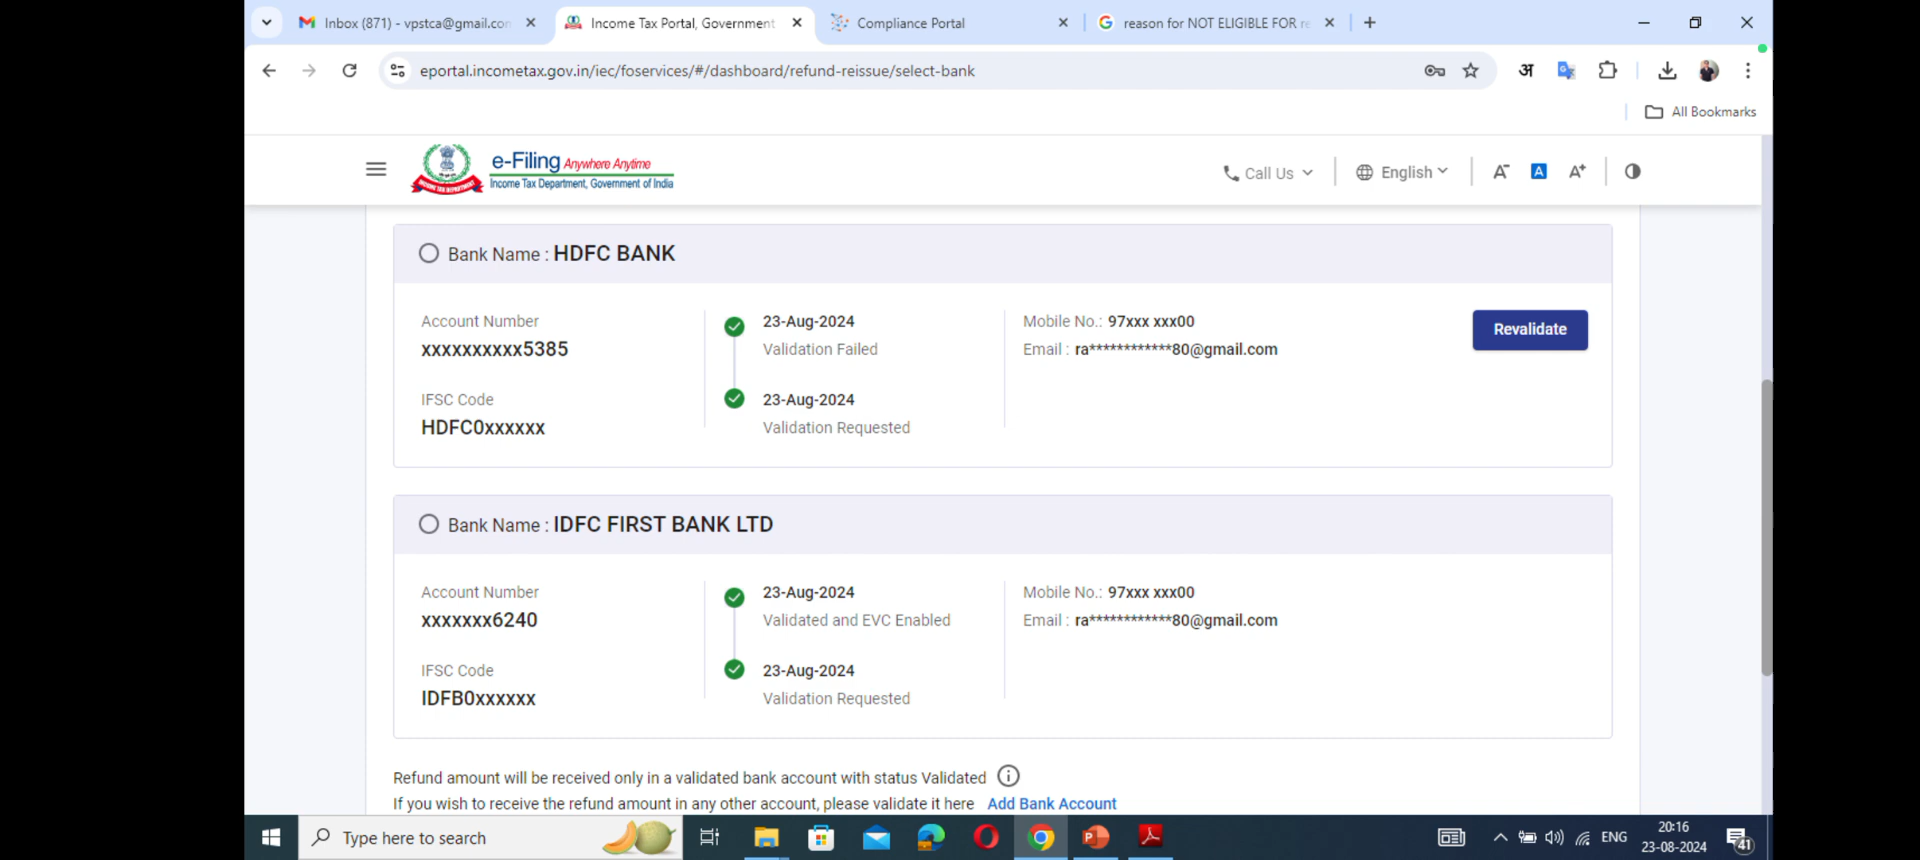 Inbox (871) - vpstca@gmail.con
Income Tax Portal, Government
Compliance Portal
reason for NOT ELIGIBLE FOR re
eportal.incometax.gov.in/iec/foservices/#/dashboard/refund-reissue/select-bank
अ
All Bookmarks
e-Filing Anywhere Anytime
Income Tax Department, Government of India
Call Us
English
A-
A
A+
Bank Name : HDFC BANK
Account Number
xxxxxxxxxx5385
IFSC Code
HDFC0xxxxxx
23-Aug-2024
Validation Failed
23-Aug-2024
Validation Requested
Mobile No.: 97xxx xxx00
Email : ra************80@gmail.com
Revalidate
Bank Name : IDFC FIRST BANK LTD
Account Number
xxxxxxx6240
IFSC Code
IDFB0xxxxxx
23-Aug-2024
Validated and EVC Enabled
23-Aug-2024
Validation Requested
Mobile No.: 97xxx xxx00
Email : ra************80@gmail.com
Refund amount will be received only in a validated bank account with status Validated
If you wish to receive the refund amount in any other account, please validate it here Add Bank Account
Type here to search
ENG
20:16
23-08-2024
41